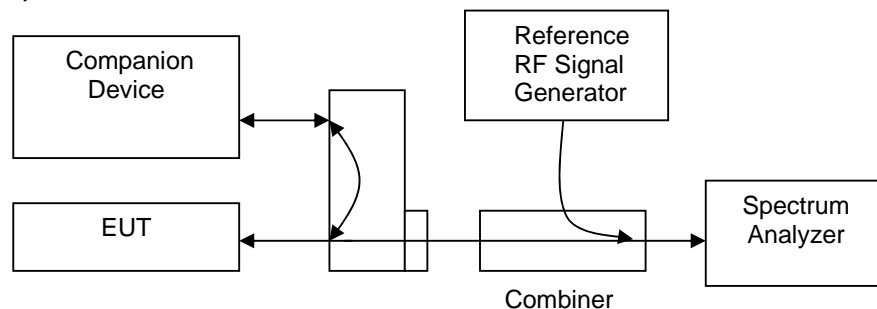 Companion
Device
Reference
RF Signal
Generator
EUT
Spectrum
Analyzer
Combiner